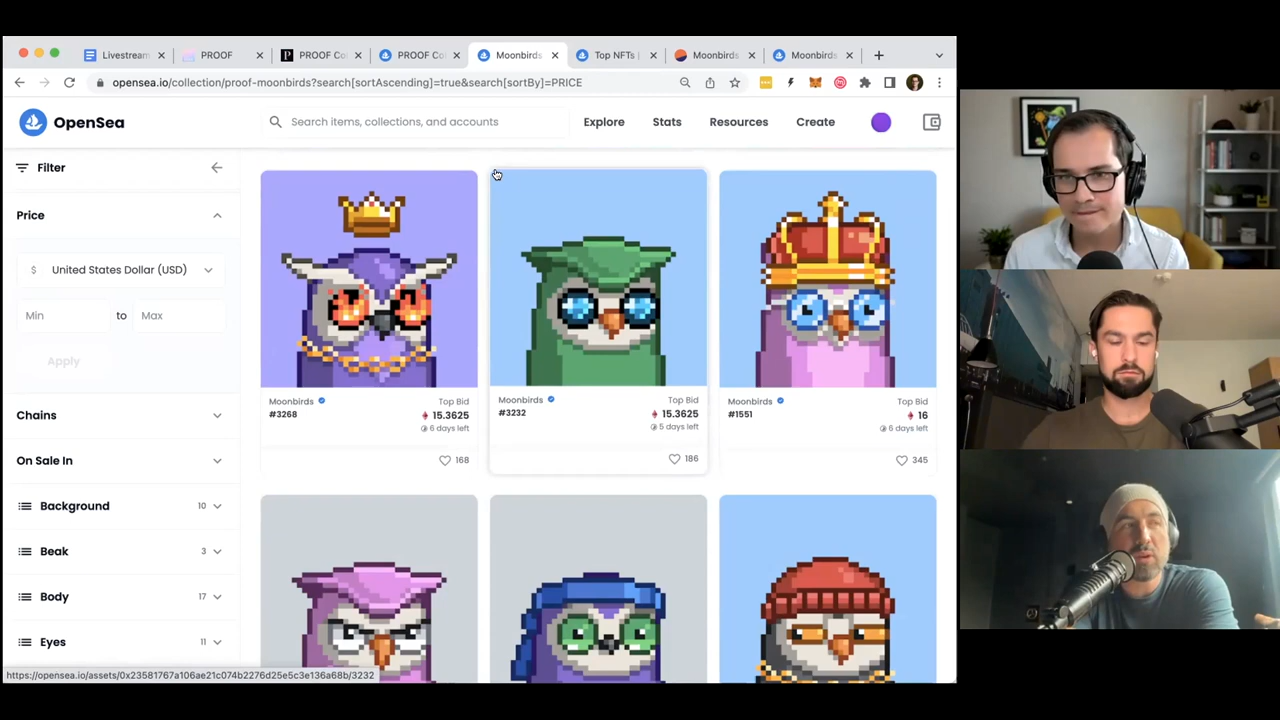 Livestream
PROOF
PROOF Co
PROOF Co
Moonbirds
Top NFTs |
Moonbirds
Moonbirds
opensea.io/collection/proof-moonbirds?search[sortAscending]=true&search[sortBy]=PRICE
OpenSea
Search items, collections, and accounts
Explore
Stats
Resources
Create
Filter
Price
$ United States Dollar (USD)
Min to Max
Apply
Chains
On Sale In
Background 10
Beak 3
Body 17
Eyes 11
Moonbirds Top Bid
#3268 15.3625
6 days left
168
Moonbirds Top Bid
#3232 15.3625
5 days left
186
Moonbirds Top Bid
#1551 16
6 days left
345
https://opensea.io/assets/0x23581767a106ae21c074b2276d25e5c3e136a68b/3232